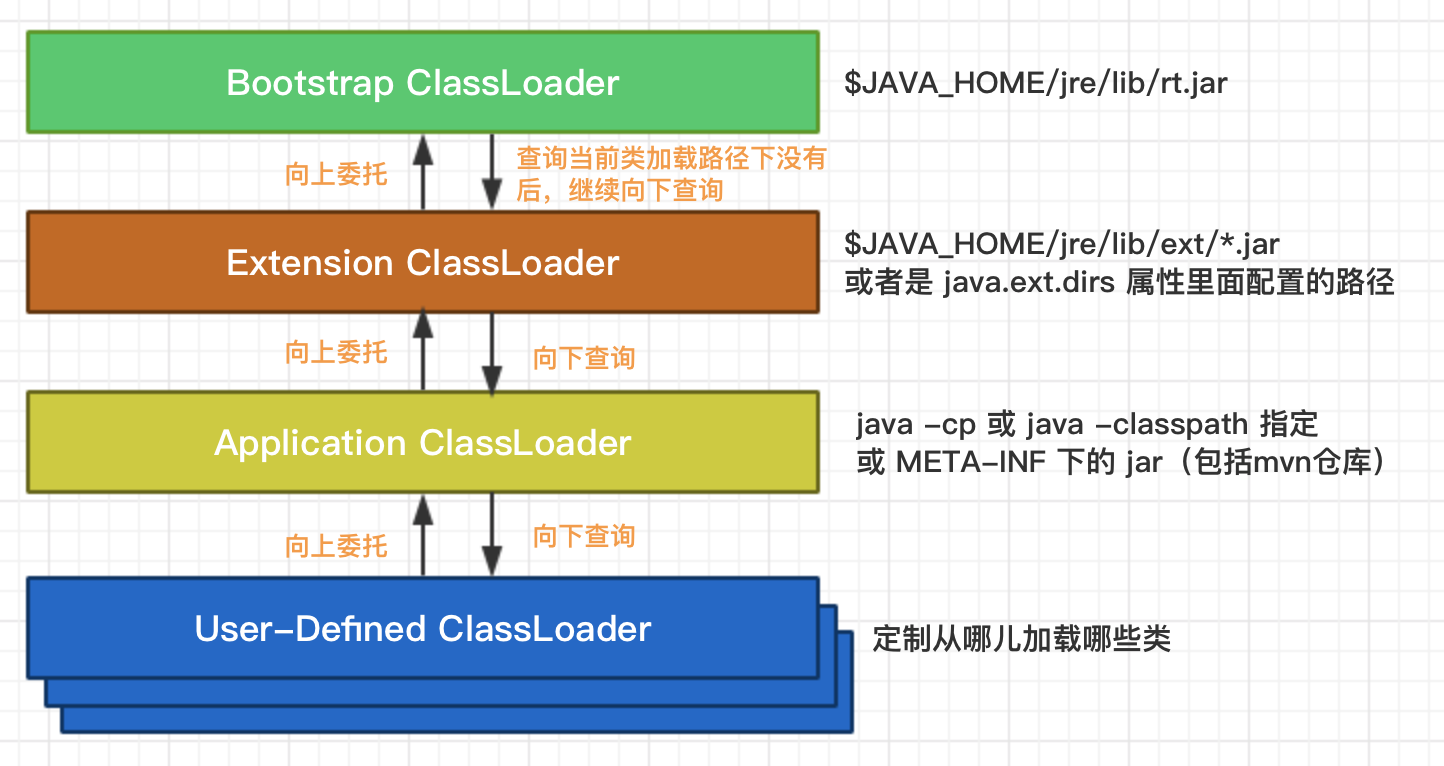 Bootstrap ClassLoader
$JAVA_HOME/jre/lib/rt.jar
向上委托
查询当前类加载路径下没有
后，继续向下查询
Extension ClassLoader
$JAVA_HOME/jre/lib/ext/*.jar
或者是 java.ext.dirs 属性里面配置的路径
向上委托
向下查询
Application ClassLoader
java -cp 或 java -classpath 指定
或 META-INF 下的 jar（包括mvn仓库）
向上委托
向下查询
User-Defined ClassLoader
定制从哪儿加载哪些类